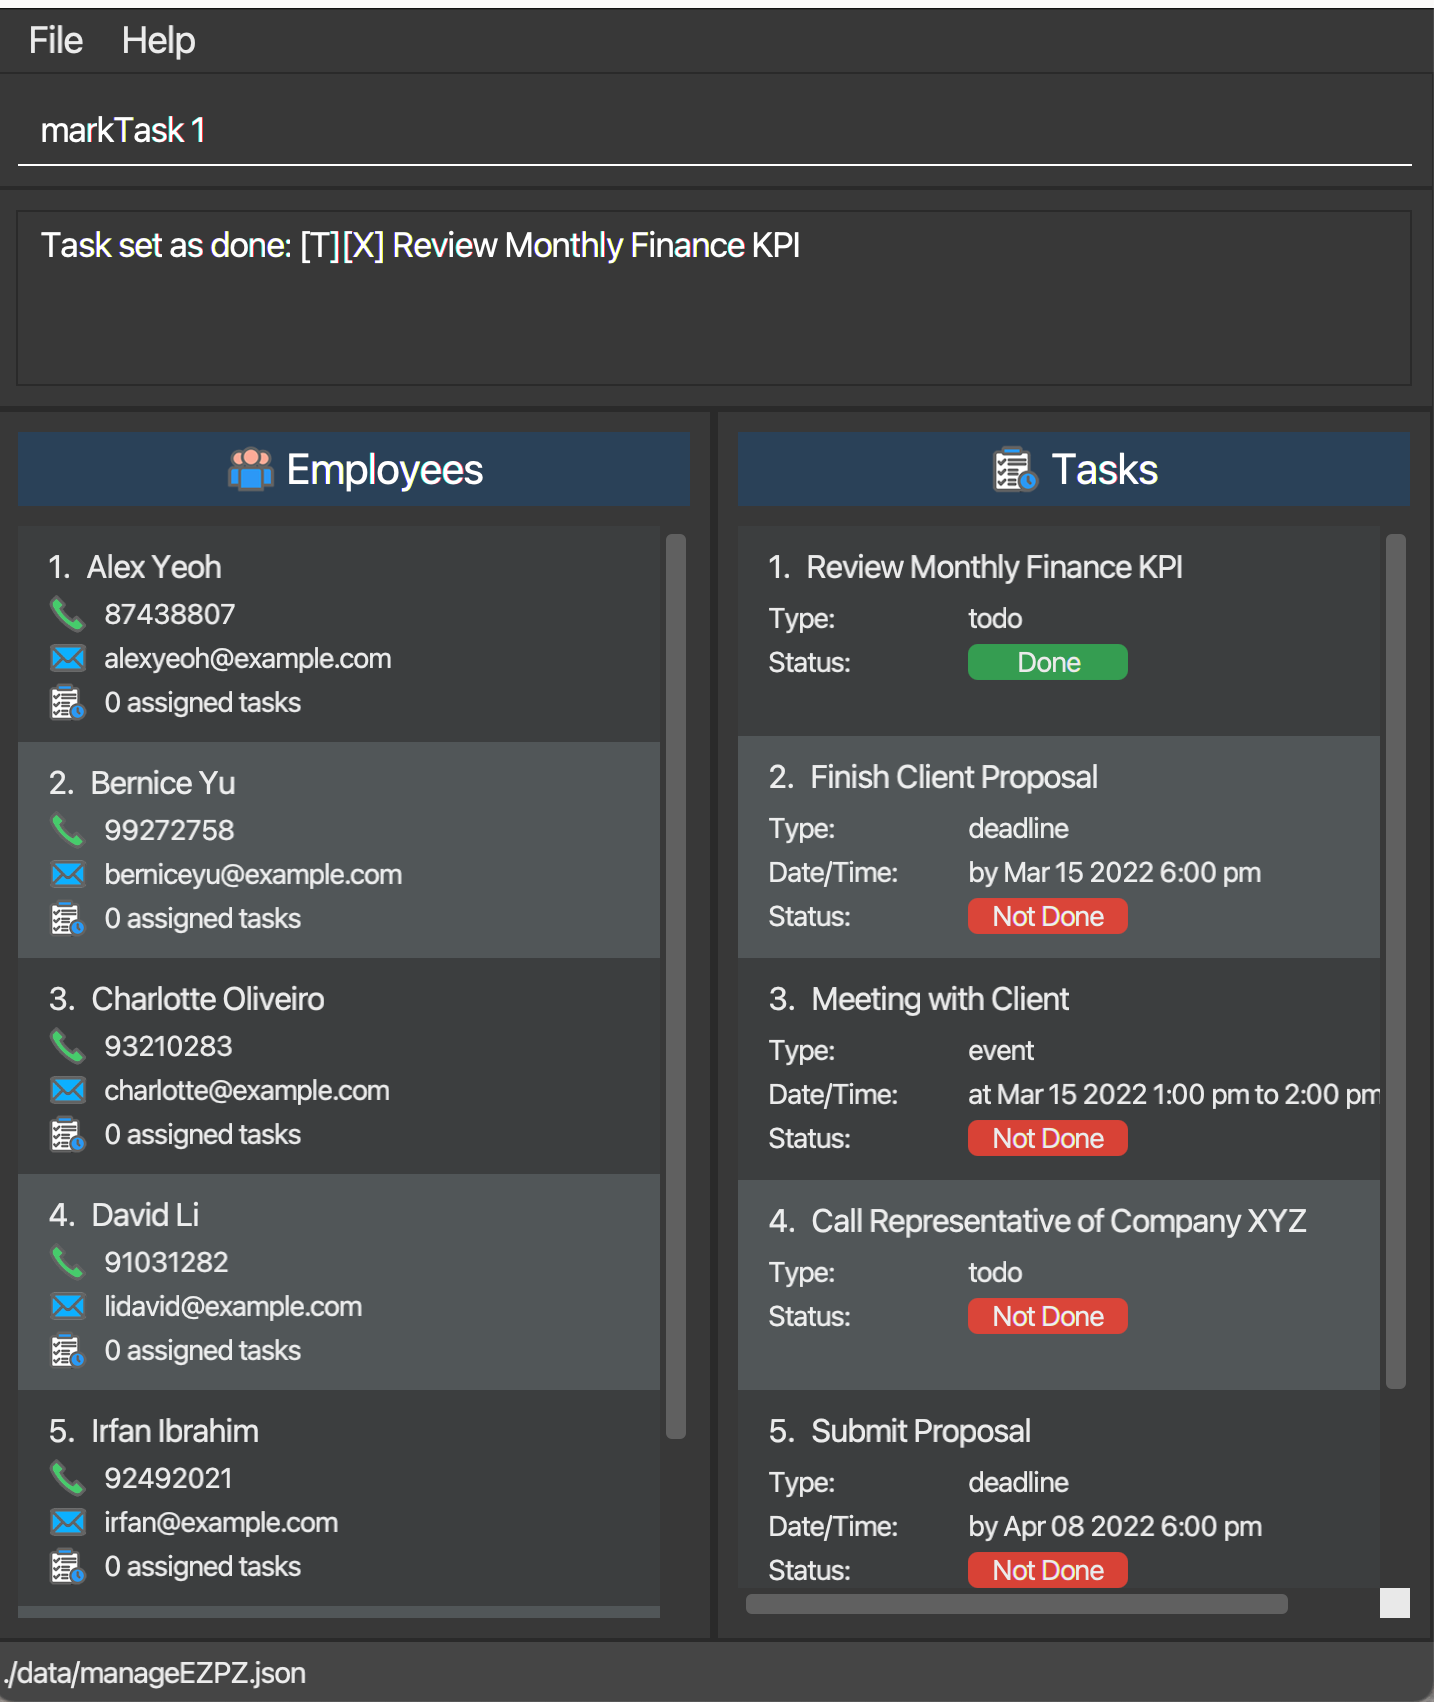 File Help
markTask 1
Task set as done: [T][X] Review Monthly Finance KPI
Employees
1. Alex Yeoh
87438807
alexyeoh@example.com
0 assigned tasks
2. Bernice Yu
99272758
berniceyu@example.com
0 assigned tasks
3. Charlotte Oliveiro
93210283
charlotte@example.com
0 assigned tasks
4. David Li
91031282
lidavid@example.com
0 assigned tasks
5. Irfan Ibrahim
92492021
irfan@example.com
0 assigned tasks
Tasks
1. Review Monthly Finance KPI
Type: todo
Status: Done
2. Finish Client Proposal
Type: deadline
Date/Time: by Mar 15 2022 6:00 pm
Status: Not Done
3. Meeting with Client
Type: event
Date/Time: at Mar 15 2022 1:00 pm to 2:00 pm
Status: Not Done
4. Call Representative of Company XYZ
Type: todo
Status: Not Done
5. Submit Proposal
Type: deadline
Date/Time: by Apr 08 2022 6:00 pm
Status: Not Done
./data/manageEZPZ.json